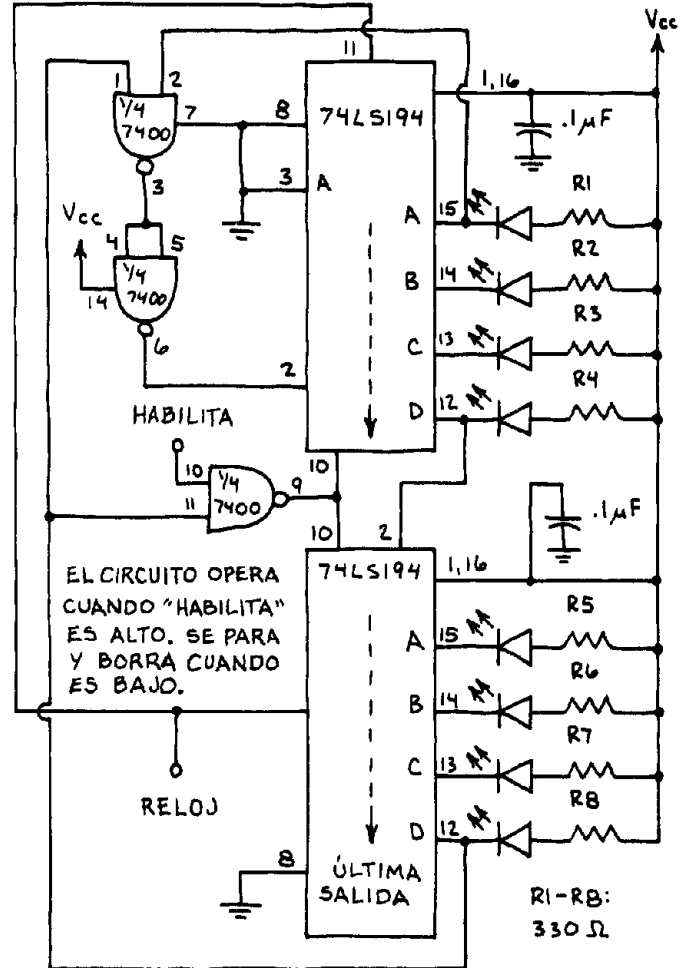 Vcc
11
1
2
1/4
7400
7
8
74LS194
1,16
.1μF
3
3
A
A
15
R1
Vcc
4
5
1/4
7400
14
6
B
14
R2
C
13
R3
2
D
12
R4
HABILITA
10
11
1/4
7400
9
10
10
2
.1μF
74LS194
1,16
EL CIRCUITO OPERA
CUANDO "HABILITA"
ES ALTO. SE PARA
Y BORRA CUANDO
ES BAJO.
A
15
R5
B
14
R6
C
13
R7
RELOJ
D
12
R8
8
ÚLTIMA
SALIDA
R1-R8:
330 Ω